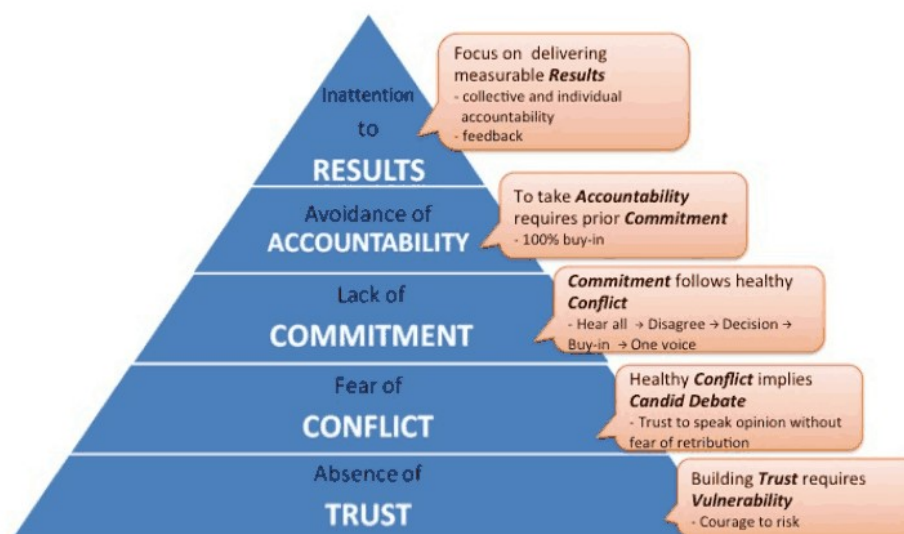 Inattention
to
RESULTS
Focus on delivering
measurable Results
- collective and individual
accountability
- feedback
Avoidance of
ACCOUNTABILITY
To take Accountability
requires prior Commitment
- 100% buy-in
Lack of
COMMITMENT
Commitment follows healthy
Conflict
- Hear all → Disagree → Decision →
Buy-in → One voice
Fear of
CONFLICT
Healthy Conflict implies
Candid Debate
- Trust to speak opinion without
fear of retribution
Absence of
TRUST
Building Trust requires
Vulnerability
- Courage to risk